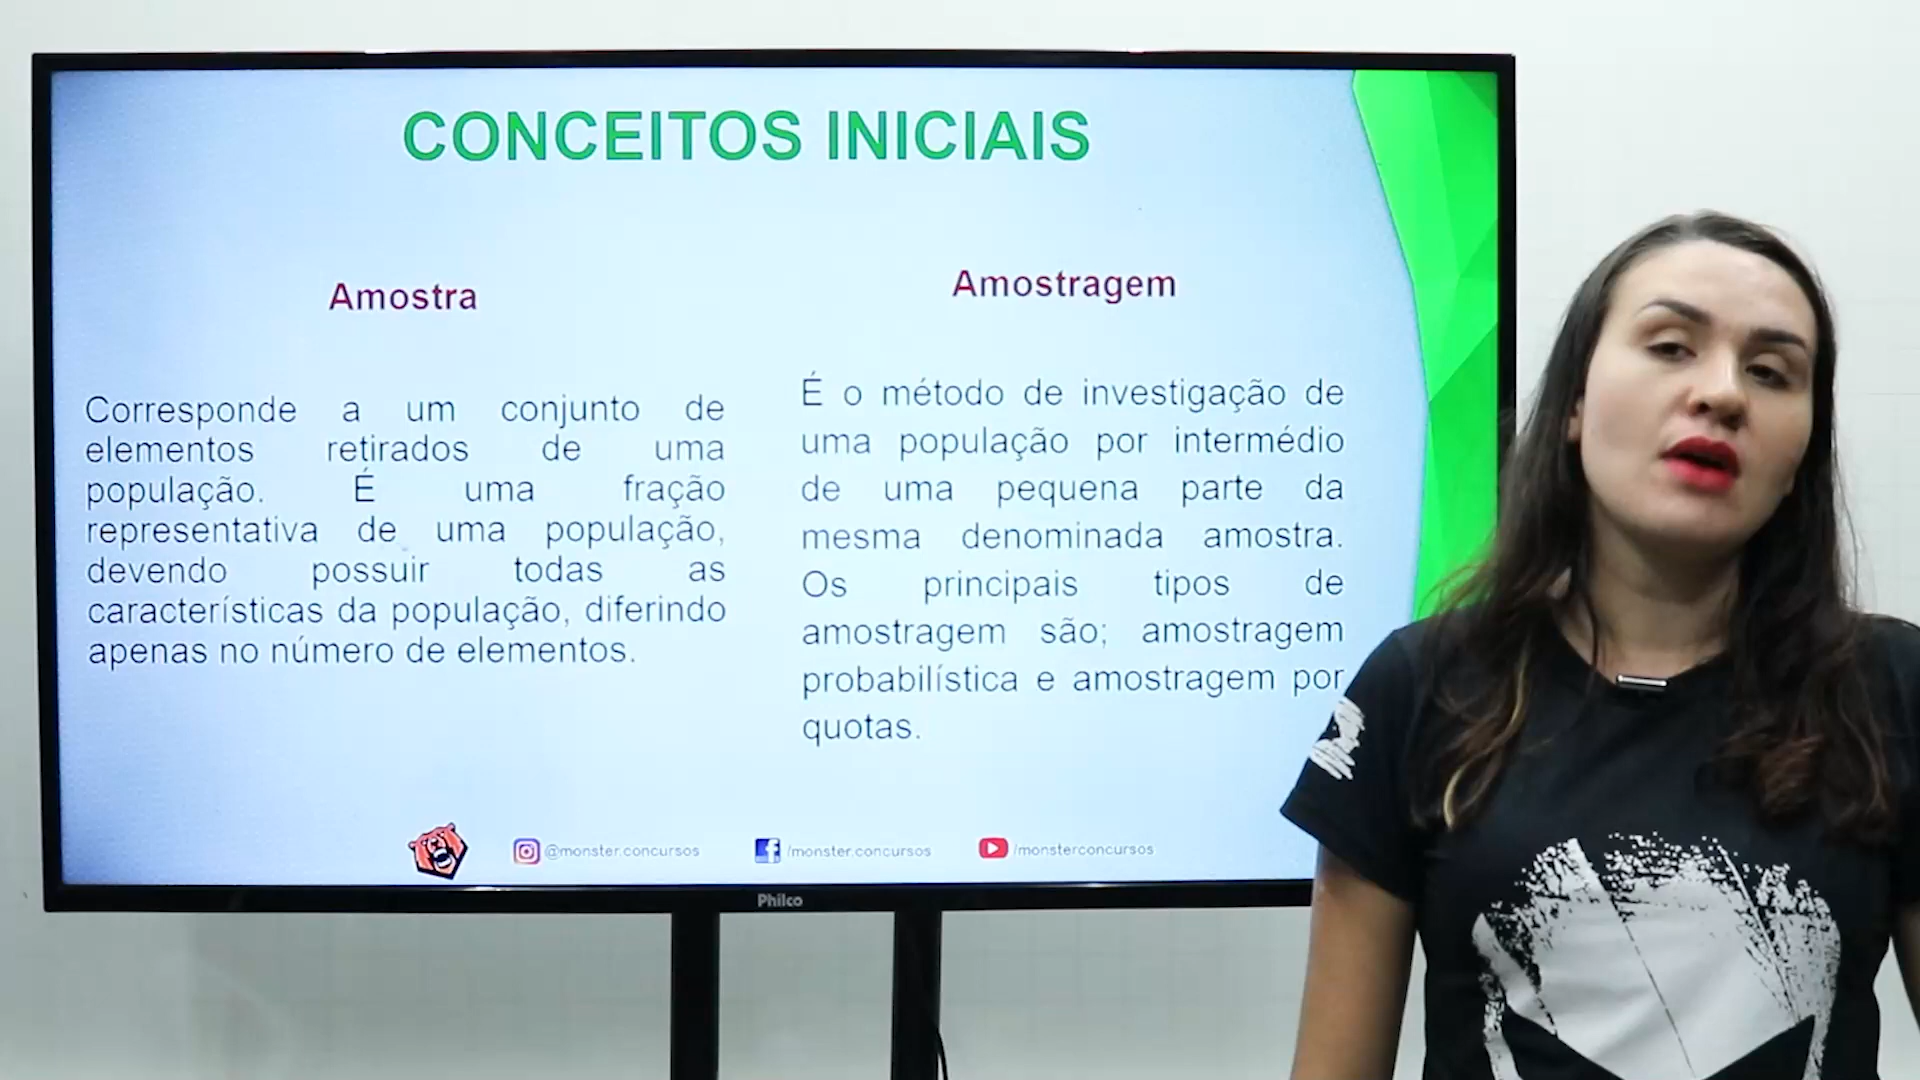 CONCEITOS INICIAIS
Amostra
Corresponde a um conjunto de
elementos retirados de uma
população. É uma fração
representativa de uma população,
devendo possuir todas as
características da população, diferindo
apenas no número de elementos.
Amostragem
É o método de investigação de
uma população por intermédio
de uma pequena parte da
mesma denominada amostra.
Os principais tipos de
amostragem são; amostragem
probabilística e amostragem por
quotas.
@monster.concursos
/monster.concursos
/monsterconcursos
Philco